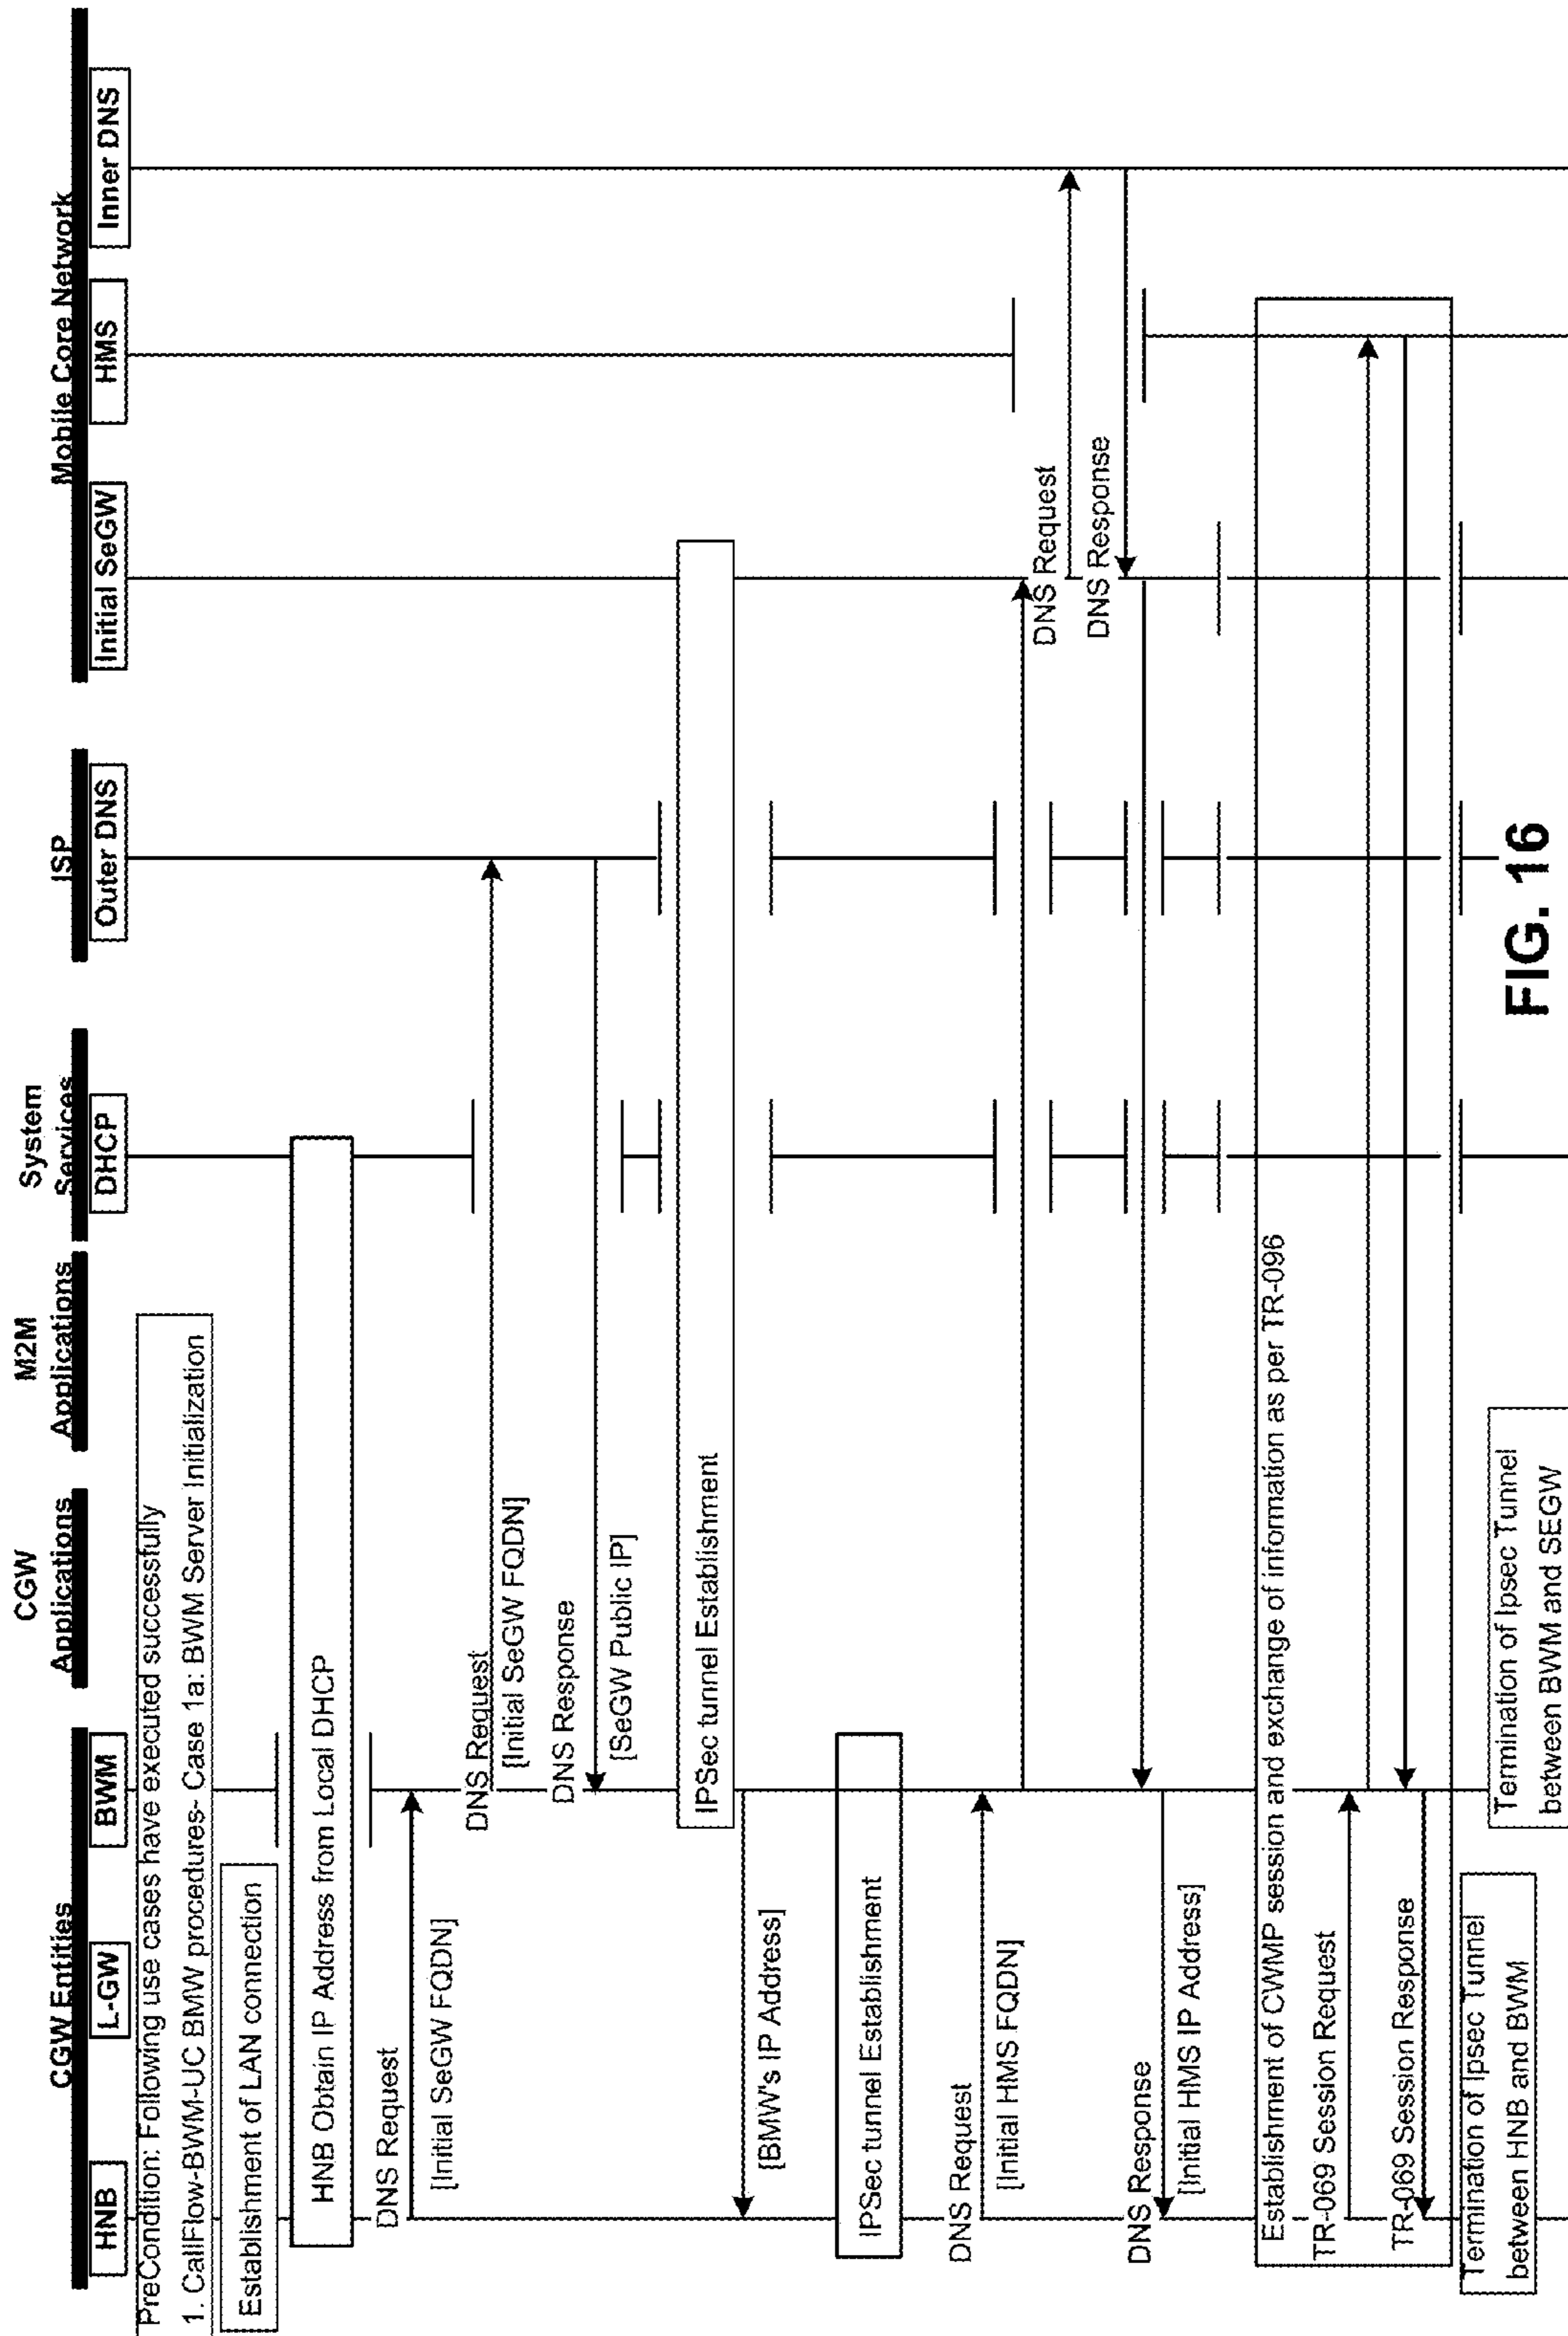 CGW Entities
CGW
Applications
M2M
Applications
System
Services
ISP
Mobile Core Network
HNB
L-GW
BWM
DHCP
Outer DNS
Initial SeGW
HMS
Inner DNS
PreCondition: Following use cases have executed successfully
1. CallFlow-BWM-UC BMW procedures- Case 1a: BWM Server Initialization
Establishment of LAN connection
HNB Obtain IP Address from Local DHCP
DNS Request
[Initial SeGW FQDN]
DNS Request
[Initial SeGW FQDN]
DNS Response
[SeGW Public IP]
IPSec tunnel Establishment
[BMW's IP Address]
IPSec tunnel Establishment
DNS Request
[Initial HMS FQDN]
DNS Request
DNS Response
DNS Response
[Initial HMS IP Address]
Establishment of CWMP session and exchange of information as per TR-096
TR-069 Session Request
TR-069 Session Response
Termination of Ipsec Tunnel
between HNB and BWM
Termination of Ipsec Tunnel
between BWM and SEGW
FIG. 16